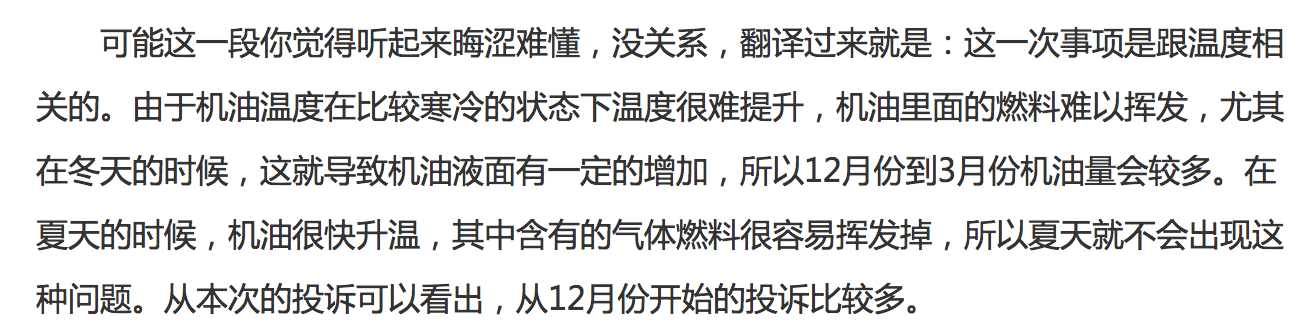 可能这一段你觉得听起来晦涩难懂，没关系，翻译过来就是：这一次事项是跟温度相
关的。由于机油温度在比较寒冷的状态下温度很难提升，机油里面的燃料难以挥发，尤其
在冬天的时候，这就导致机油液面有一定的增加，所以12月份到3月份机油量会较多。在
夏天的时候，机油很快升温，其中含有的气体燃料很容易挥发掉，所以夏天就不会出现这
种问题。从本次的投诉可以看出，从12月份开始的投诉比较多。